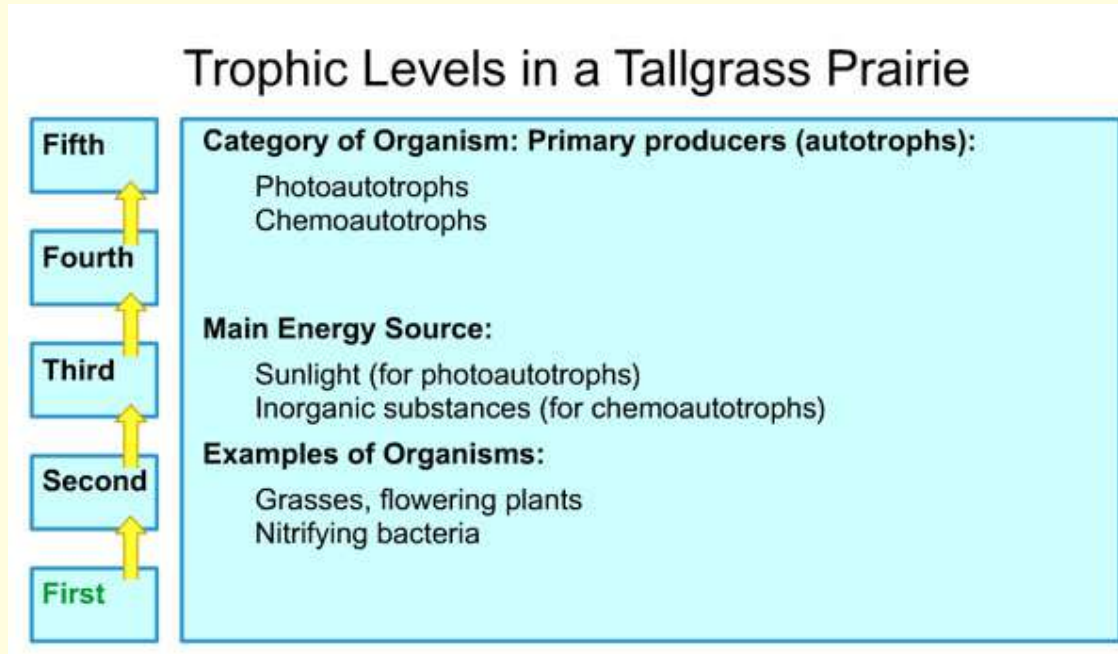 Trophic Levels in a Tallgrass Prairie
Fifth
Fourth
Third
Second
First
Category of Organism: Primary producers (autotrophs):
Photoautotrophs
Chemoautotrophs
Main Energy Source:
Sunlight (for photoautotrophs)
Inorganic substances (for chemoautotrophs)
Examples of Organisms:
Grasses, flowering plants
Nitrifying bacteria